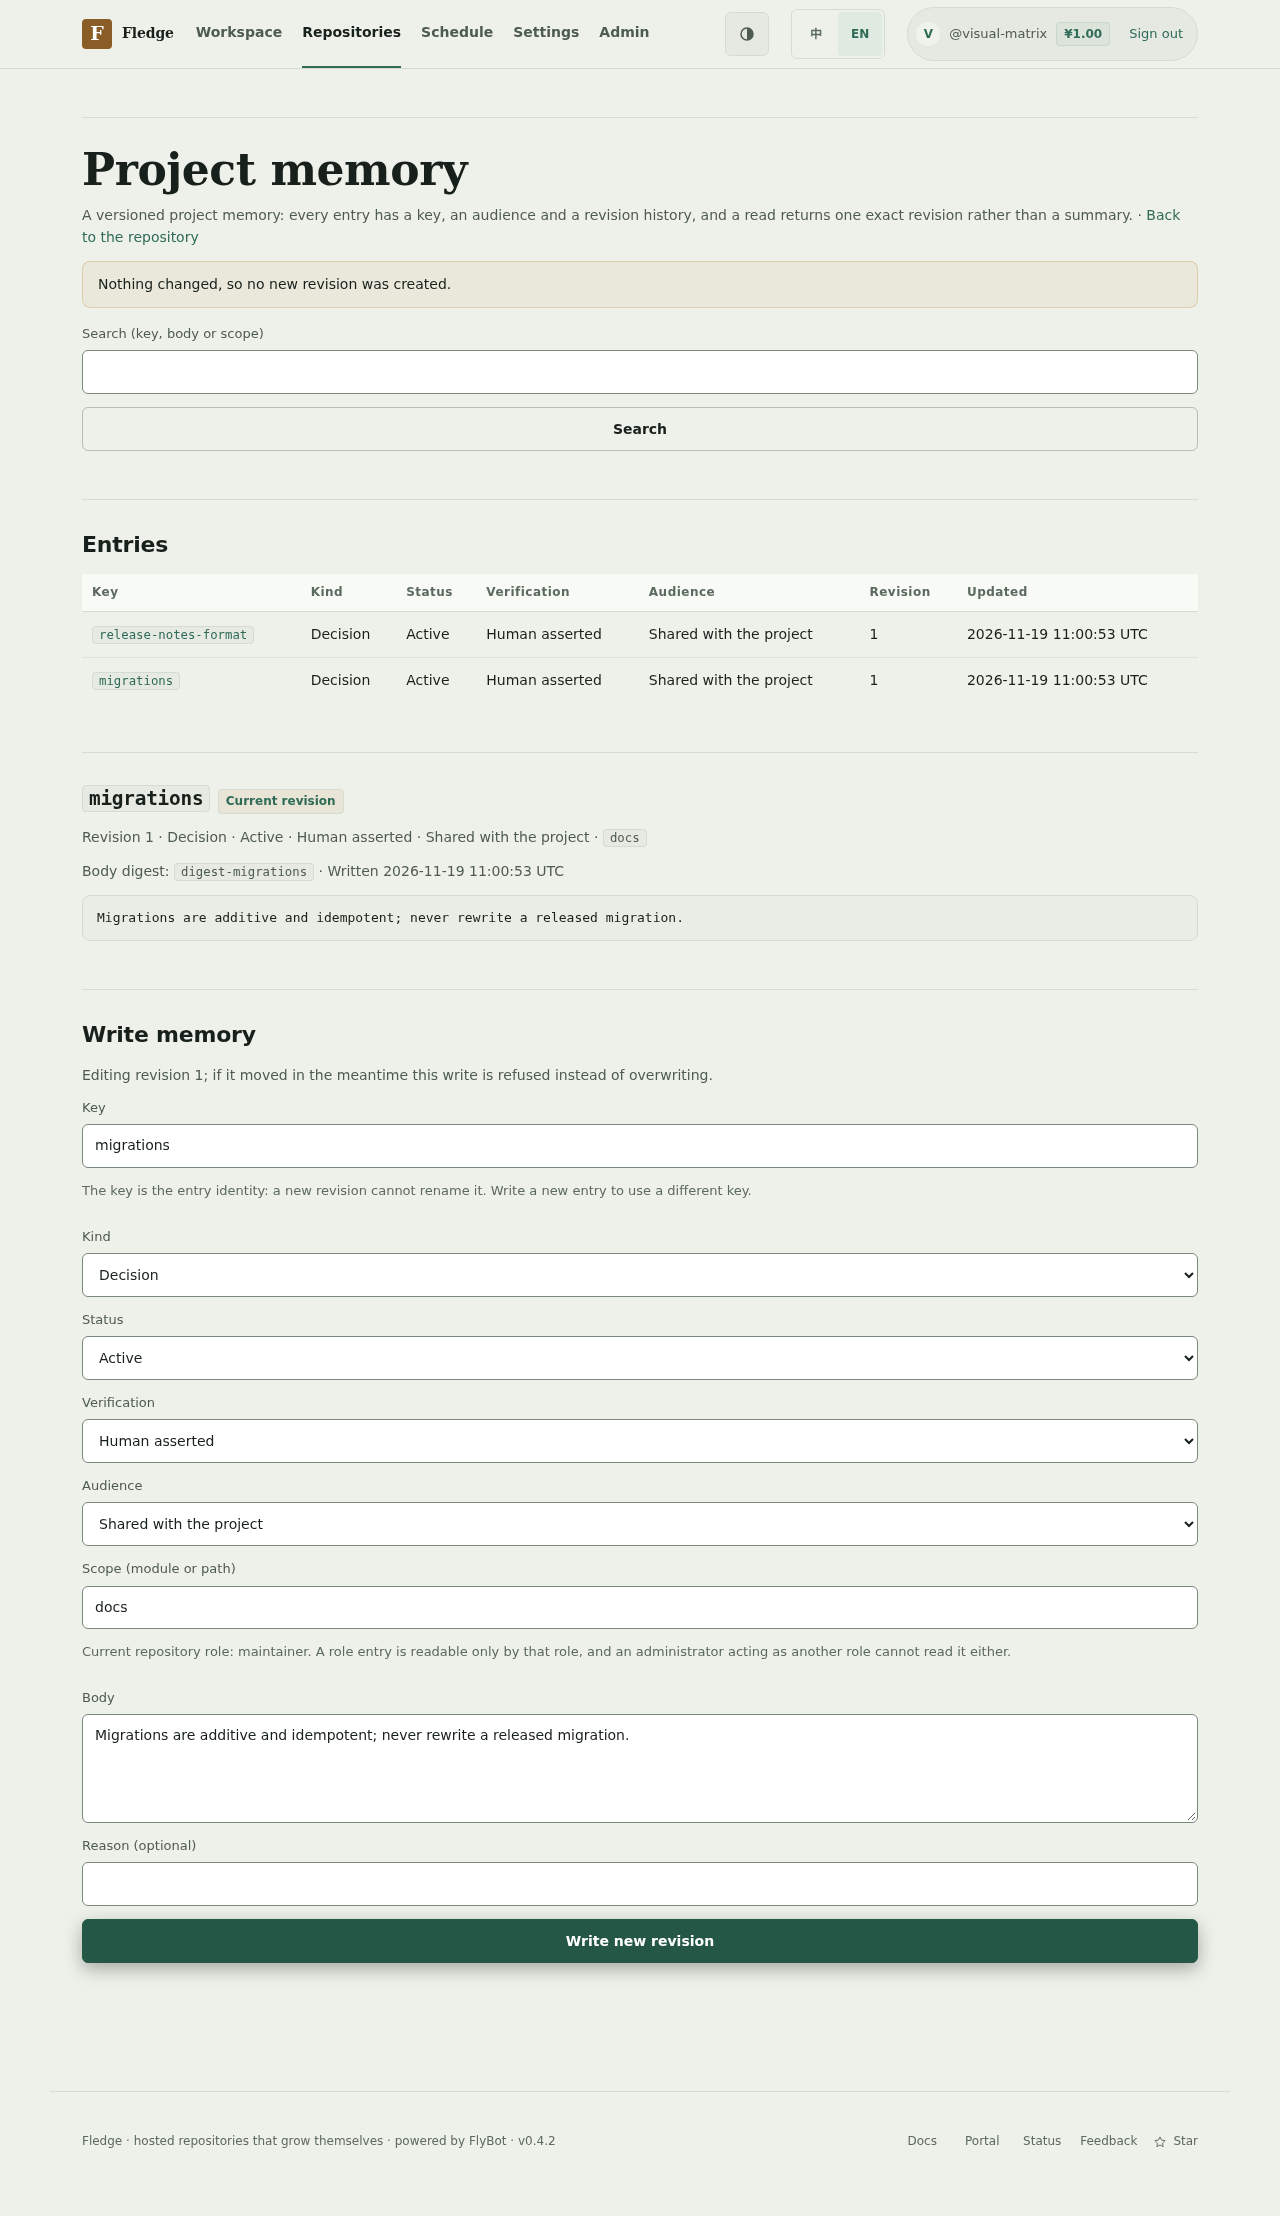 F Fledge Workspace Repositories Schedule Settings Admin 中 EN V @visual-matrix ¥1.00 Sign out
Project memory
A versioned project memory: every entry has a key, an audience and a revision history, and a read returns one exact revision rather than a summary. · Back
to the repository
Nothing changed, so no new revision was created.
Search (key, body or scope)
Search
Entries
Key Kind Status Verification Audience Revision Updated
release-notes-format Decision Active Human asserted Shared with the project 1 2026-11-19 11:00:53 UTC
migrations Decision Active Human asserted Shared with the project 1 2026-11-19 11:00:53 UTC
migrations Current revision
Revision 1 · Decision · Active · Human asserted · Shared with the project · docs
Body digest: digest-migrations · Written 2026-11-19 11:00:53 UTC
Migrations are additive and idempotent; never rewrite a released migration.
Write memory
Editing revision 1; if it moved in the meantime this write is refused instead of overwriting.
Key
migrations
The key is the entry identity: a new revision cannot rename it. Write a new entry to use a different key.
Kind
Decision
Status
Active
Verification
Human asserted
Audience
Shared with the project
Scope (module or path)
docs
Current repository role: maintainer. A role entry is readable only by that role, and an administrator acting as another role cannot read it either.
Body
Migrations are additive and idempotent; never rewrite a released migration.
Reason (optional)
Write new revision
Fledge · hosted repositories that grow themselves · powered by FlyBot · v0.4.2 Docs Portal Status Feedback Star